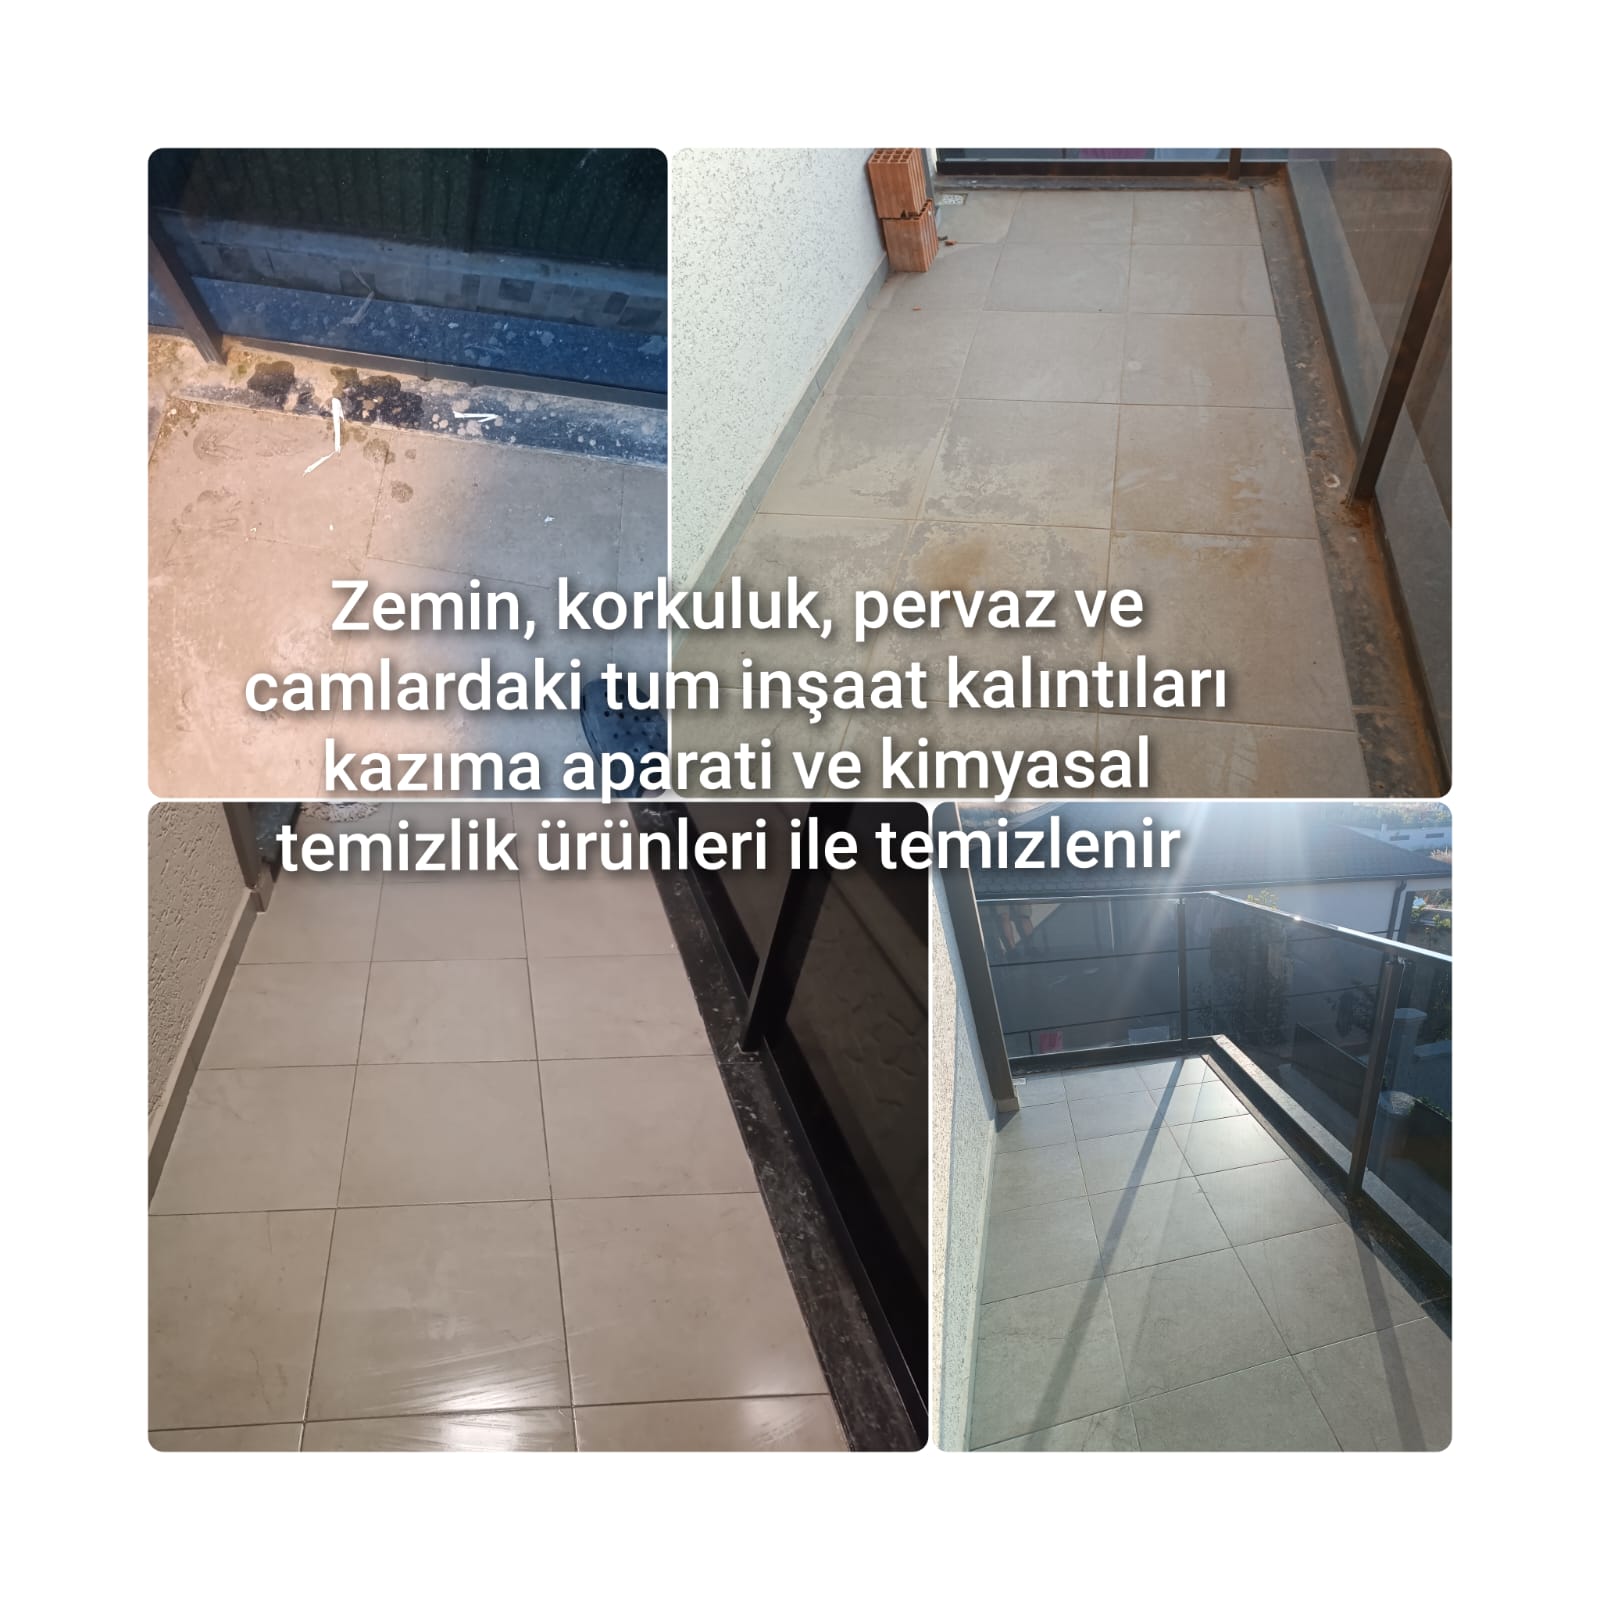 Zemin, korkuluk, pervaz ve
camlardaki tum inşaat kalıntıları
kazıma aparati ve kimyasal
temizlik ürünleri ile temizlenir